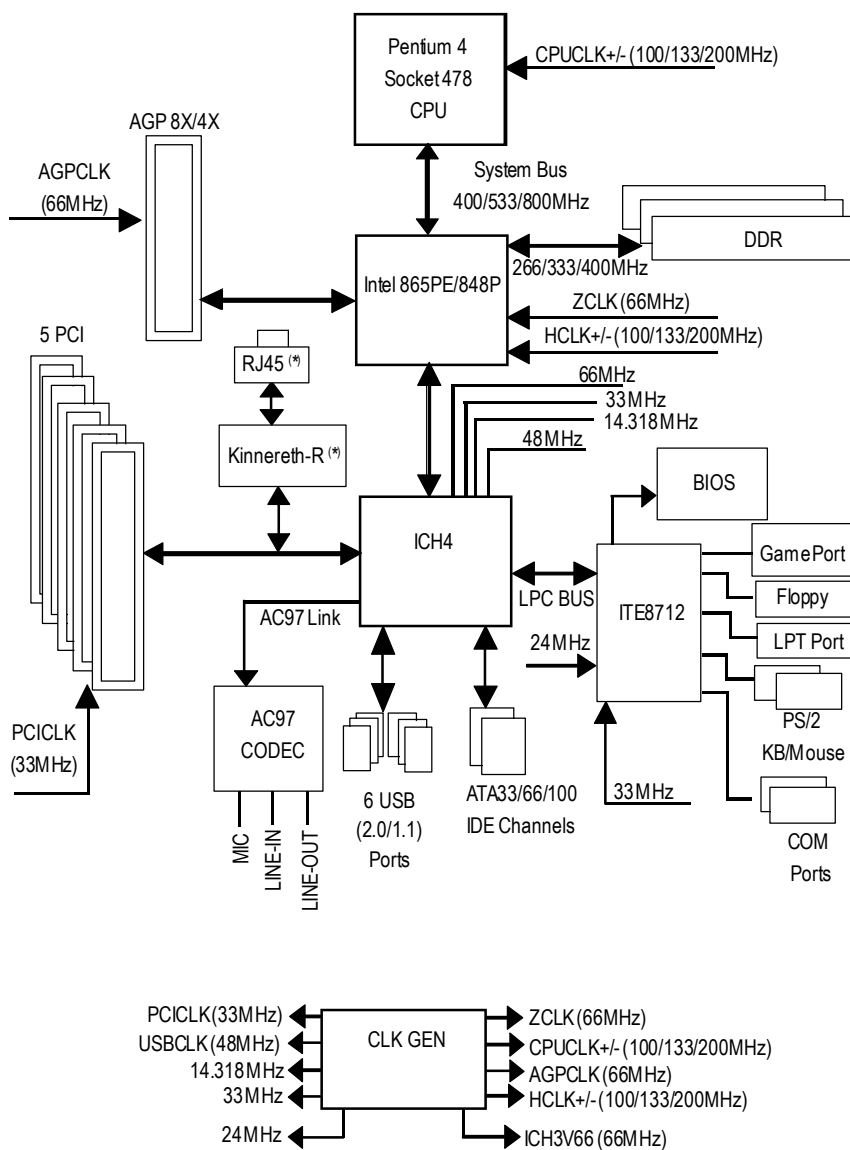 Pentium 4
Socket 478
CPU
CPUCLK+/- (100/133/200MHz)
AGP 8X/4X
AGPCLK
(66MHz)
System Bus
400/533/800MHz
DDR
266/333/400MHz
Intel 865PE/848P
ZCLK (66MHz)
HCLK+/- (100/133/200MHz)
5 PCI
RJ45 (*)
66MHz
33MHz
14.318MHz
48MHz
Kinnereth-R (*)
BIOS
ICH4
GamePort
LPC BUS
ITE8712
Floppy
AC97 Link
24MHz
LPT Port
PCICLK
(33MHz)
AC97
CODEC
PS/2
KB/Mouse
33MHz
6 USB
(2.0/1.1)
Ports
ATA33/66/100
IDE Channels
MIC
LINE-IN
LINE-OUT
COM
Ports
CLK GEN
PCICLK (33MHz)
USBCLK (48MHz)
14.318MHz
33MHz
24MHz
ZCLK (66MHz)
CPUCLK+/- (100/133/200MHz)
AGPCLK (66MHz)
HCLK+/- (100/133/200MHz)
ICH3V66 (66MHz)